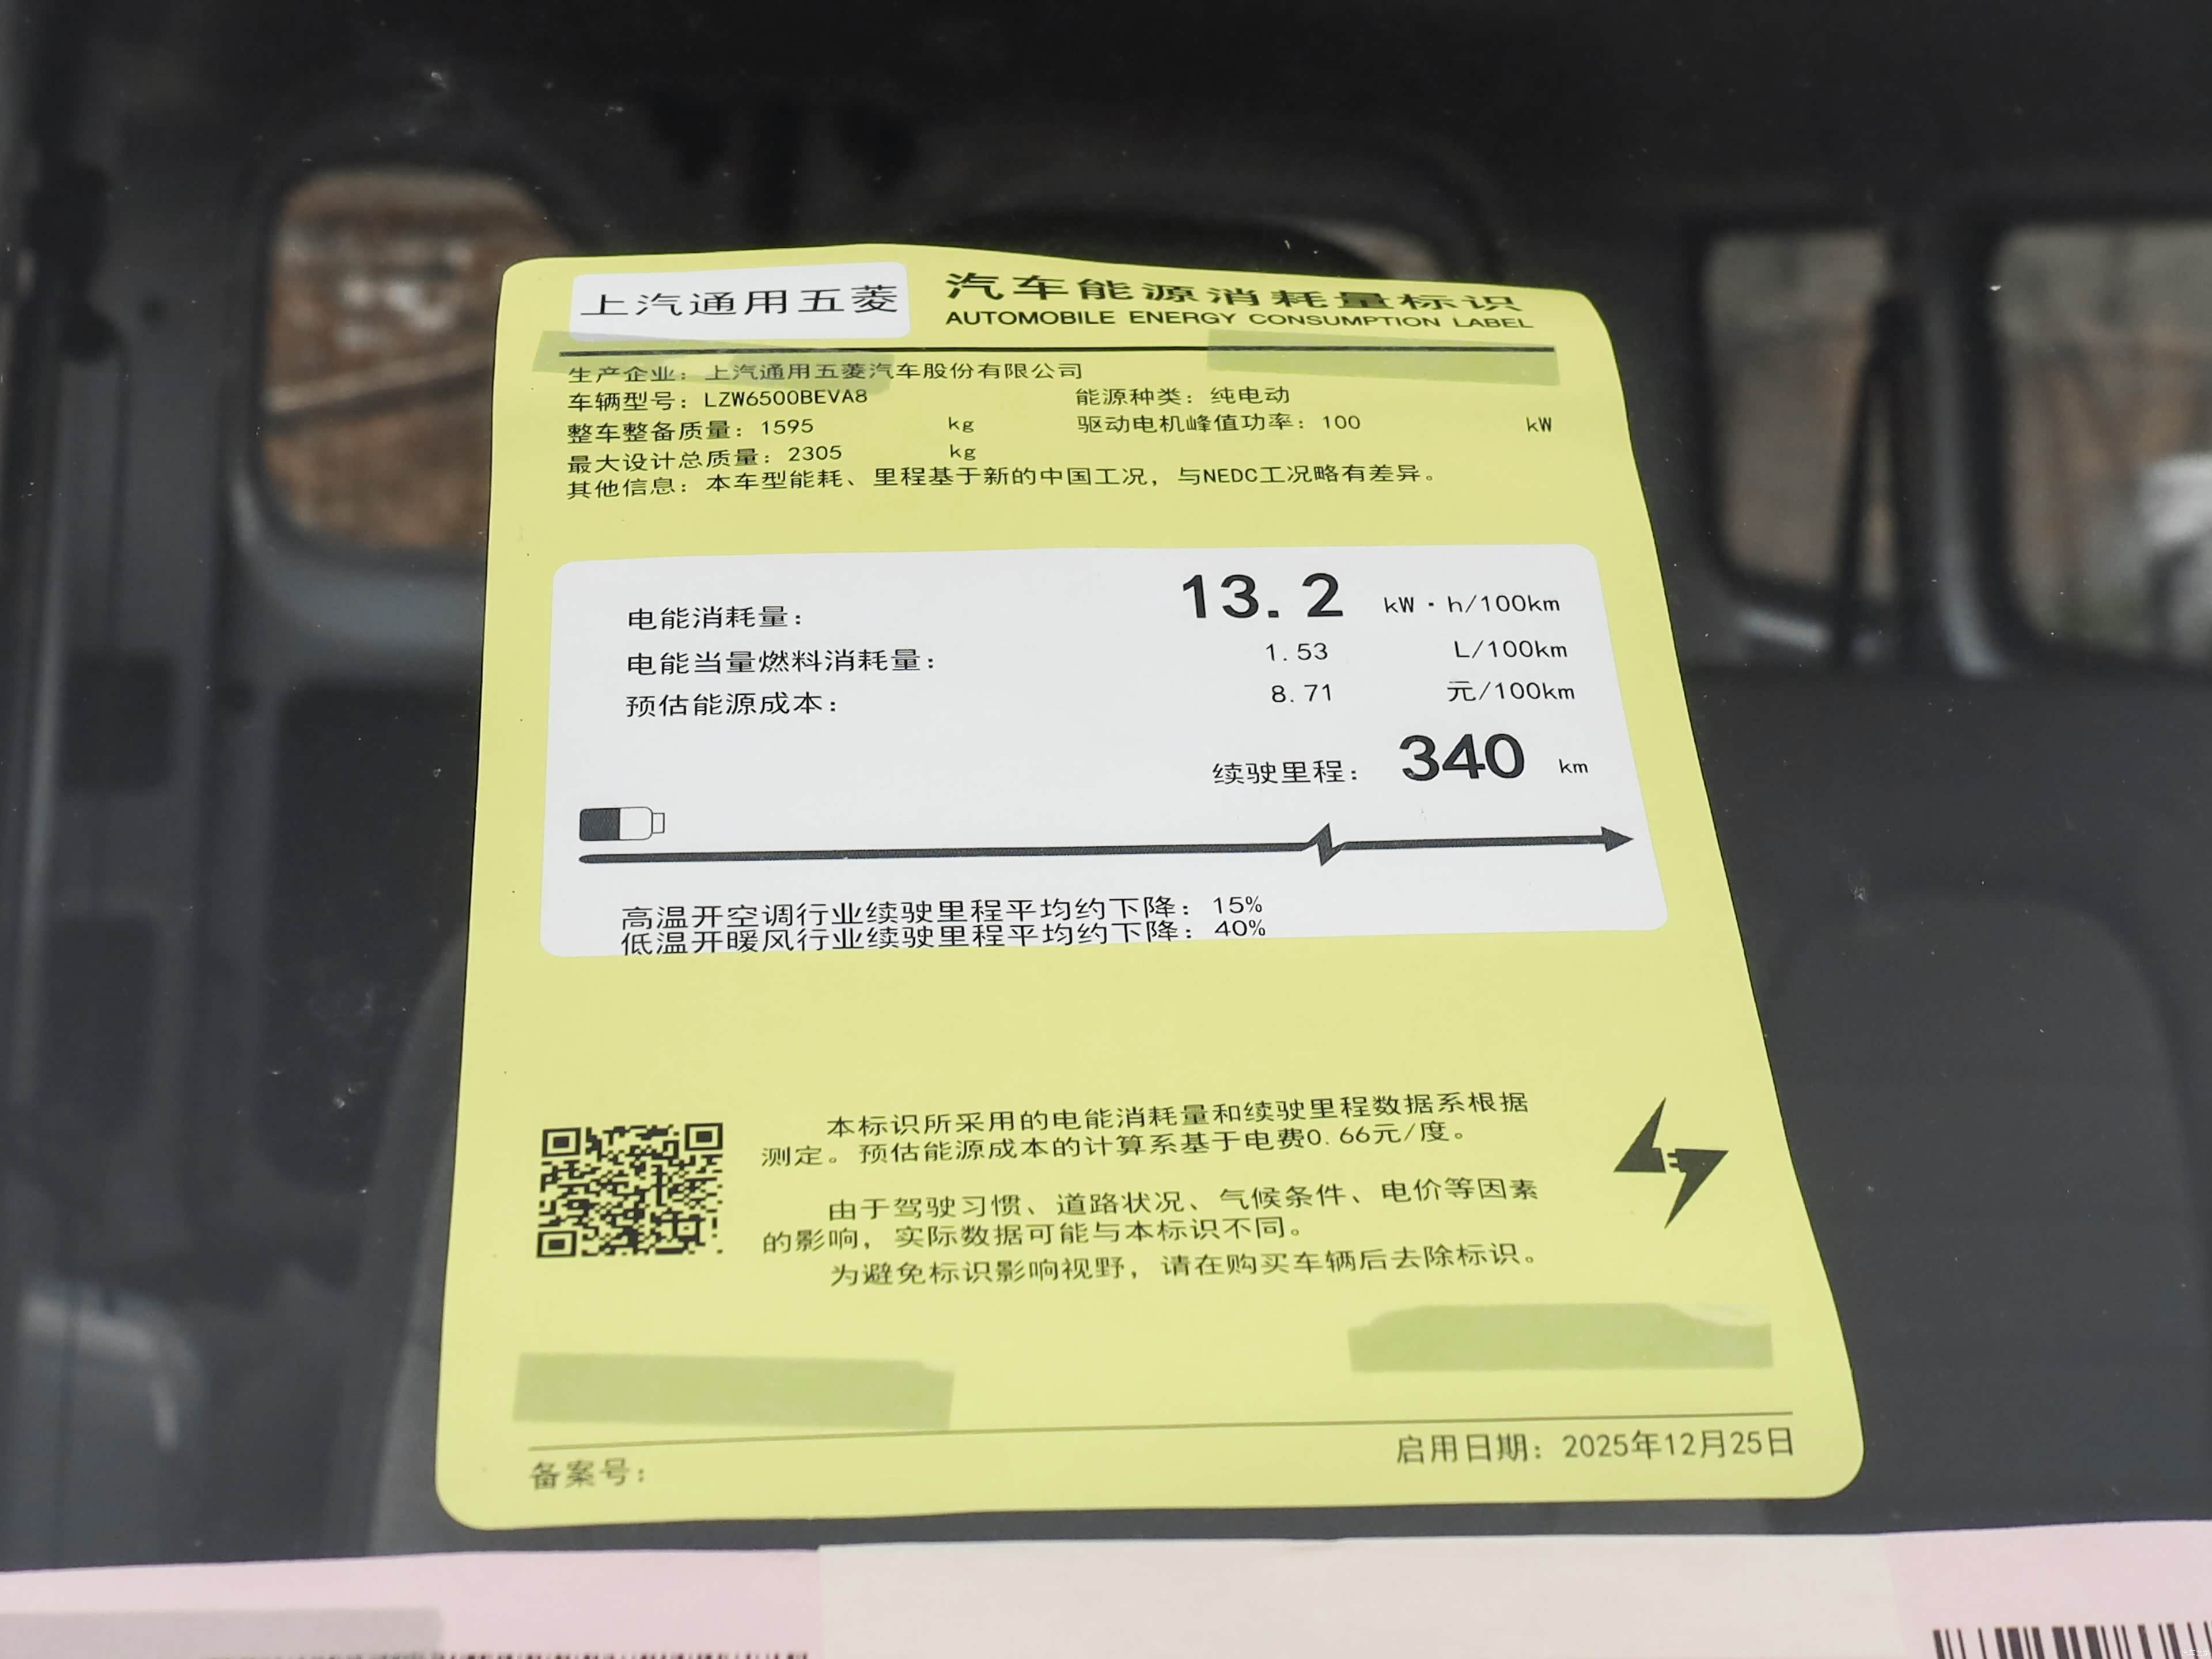 上汽通用五菱
汽车能源消耗量标识
AUTOMOBILE ENERGY CONSUMPTION LABEL
生产企业：上汽通用五菱汽车股份有限公司
车辆型号：LZW6500BEVA8 能源种类：纯电动
整车整备质量：1595 kg 驱动电机峰值功率：100 kW
最大设计总质量：2305 kg
其他信息：本车型能耗、里程基于新的中国工况，与NEDC工况略有差异。
电能消耗量： 13.2 kW·h/100km
电能当量燃料消耗量： 1.53 L/100km
预估能源成本： 8.71 元/100km
续驶里程： 340 km
高温开空调行业续驶里程平均约下降：15%
低温开暖风行业续驶里程平均约下降：40%
本标识所采用的电能消耗量和续驶里程数据系根据
测定。预估能源成本的计算系基于电费0.66元/度。
由于驾驶习惯、道路状况、气候条件、电价等因素
的影响，实际数据可能与本标识不同。
为避免标识影响视野，请在购买车辆后去除标识。
备案号： 启用日期：2025年12月25日